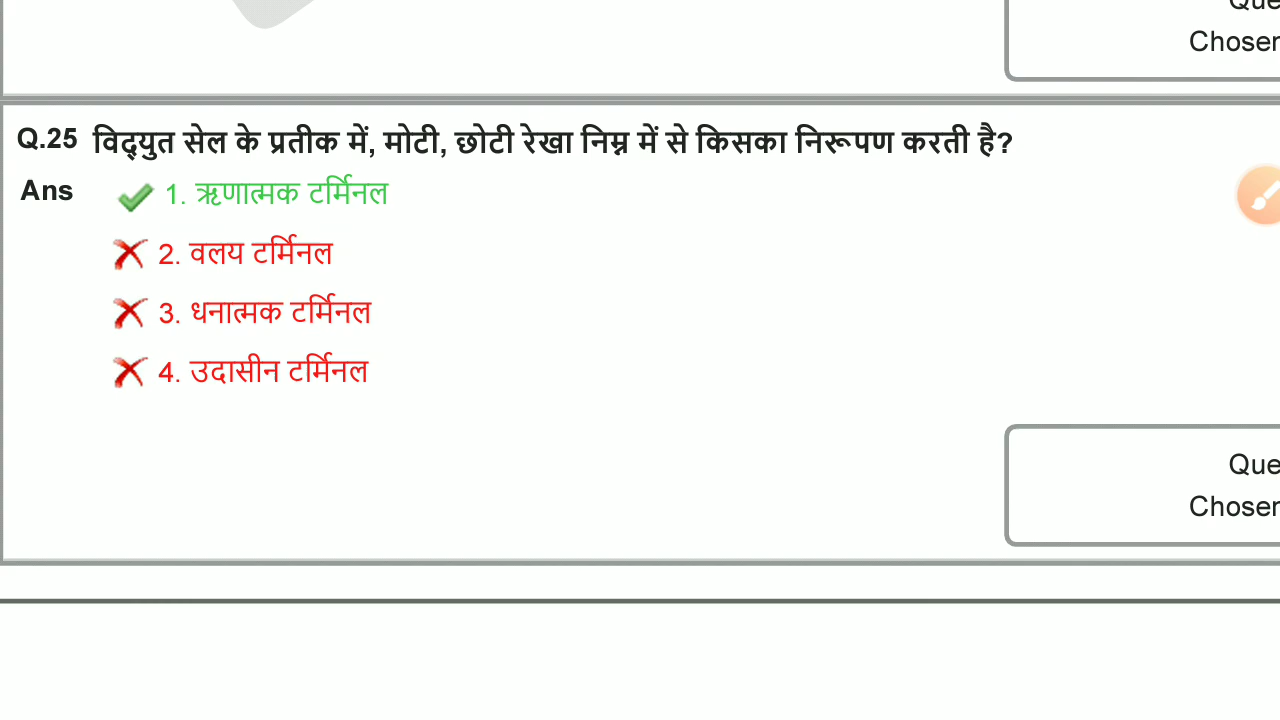 Que
Chosen
Q.25 विद्युत सेल के प्रतीक में, मोटी, छोटी रेखा निम्न में से किसका निरूपण करती है?
Ans 1. ऋणात्मक टर्मिनल
2. वलय टर्मिनल
3. धनात्मक टर्मिनल
4. उदासीन टर्मिनल
Que
Chosen